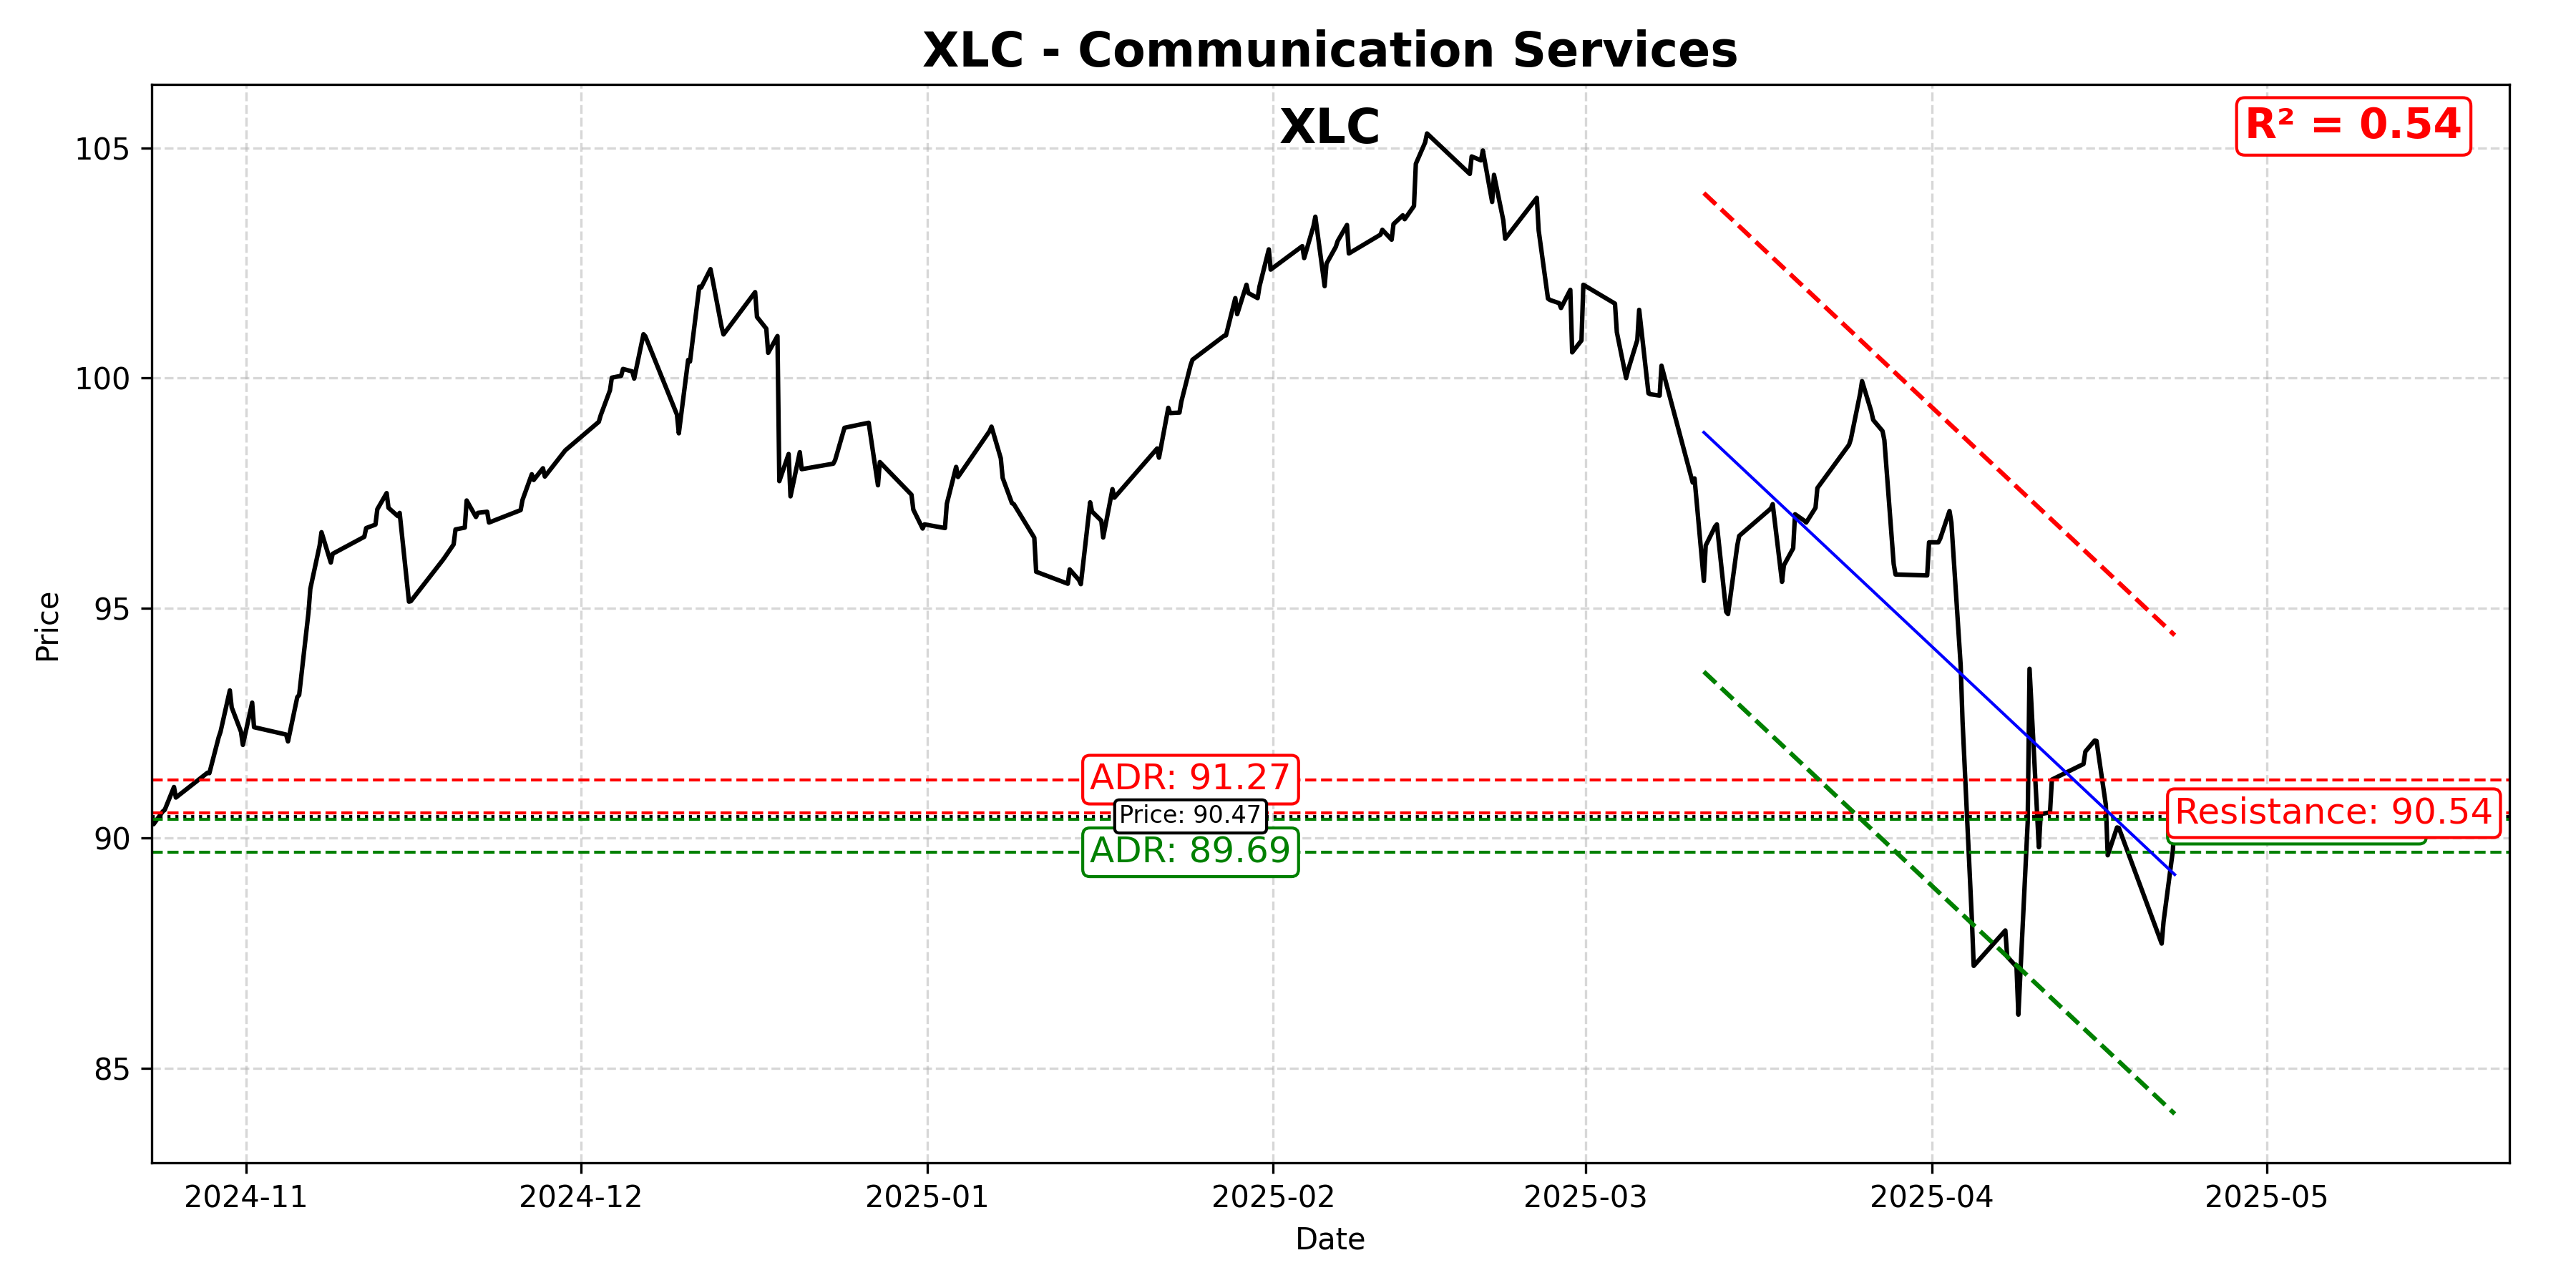 XLC - Communication Services
XLC
R² = 0.54
105
100
95
90
85
Price
ADR: 91.27
Price: 90.47
ADR: 89.69
Resistance: 90.54
2024-11
2024-12
2025-01
2025-02
2025-03
2025-04
2025-05
Date